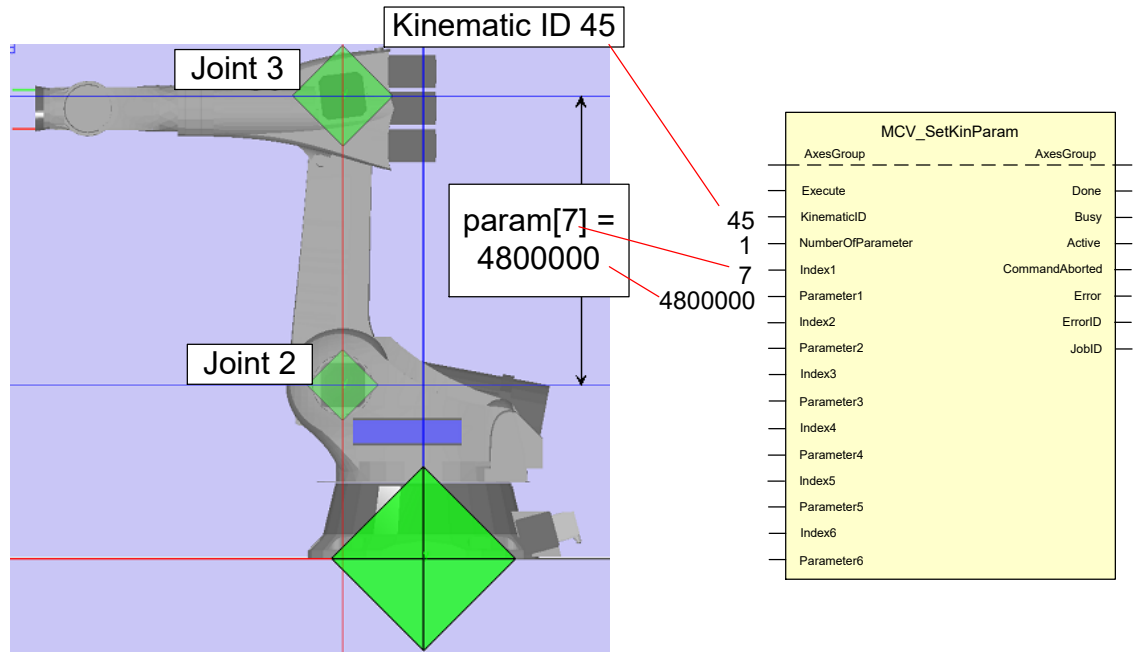 Kinematic ID 45
Joint 3
Joint 2
param[7] =
4800000
45
1
7
4800000
MCV_SetKinParam
AxesGroup AxesGroup
Execute Done
KinematicID Busy
NumberOfParameter Active
Index1 CommandAborted
Parameter1 Error
Index2 ErrorID
Parameter2 JobID
Index3
Parameter3
Index4
Parameter4
Index5
Parameter5
Index6
Parameter6